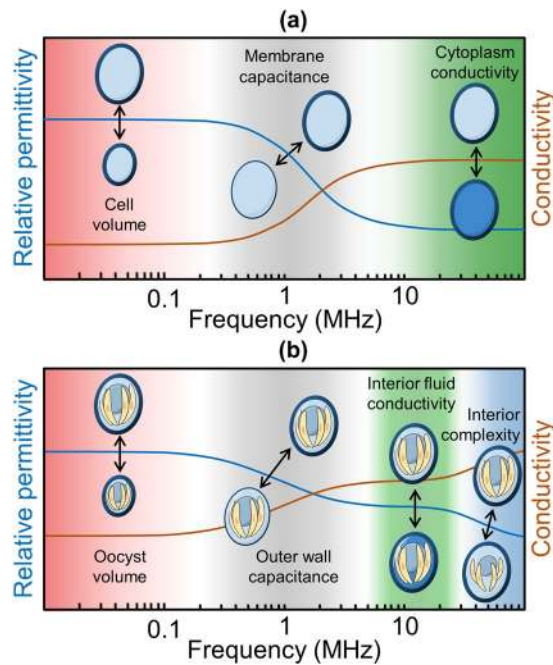 (a)
Relative permittivity
Membrane
capacitance
Cytoplasm
conductivity
Cell
volume
Conductivity
0.1
1
10
Frequency (MHz)
(b)
Relative permittivity
Interior fluid
conductivity
Interior
complexity
Oocyst
volume
Outer wall
capacitance
Conductivity
0.1
1
10
Frequency (MHz)